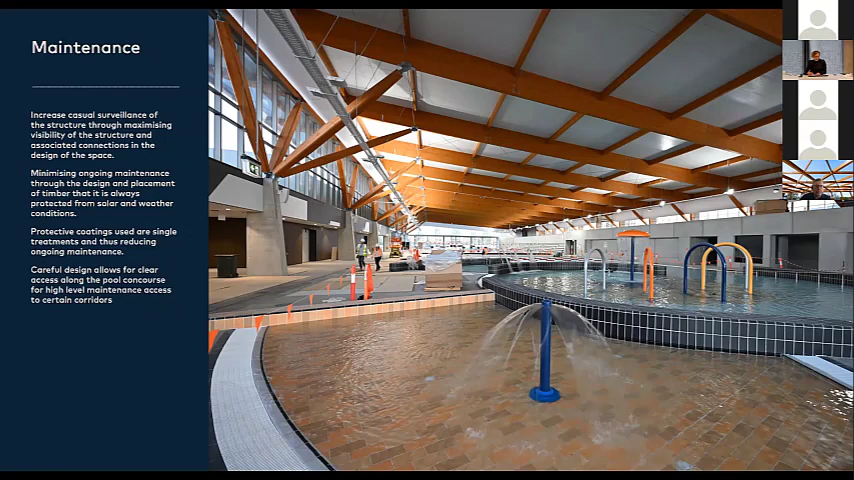 Maintenance
Increase casual surveillance of
the structure through maximising
visibility of the structure and
associated connections in the
design of the space.
Minimising ongoing maintenance
through the design and placement
of timber that it is always
protected from solar and weather
conditions.
Protective coatings used are single
treatments and thus reducing
ongoing maintenance.
Careful design allows for clear
access along the pool concourse
for high level maintenance access
to certain corridors